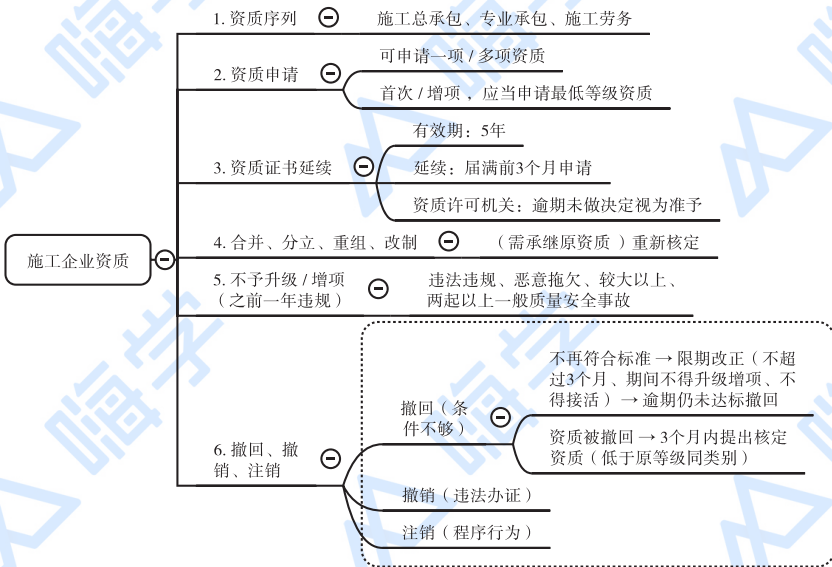 1. 资质序列
施工总承包、专业承包、施工劳务
2. 资质申请
可申请一项 / 多项资质
首次 / 增项 ，应当申请最低等级资质
3. 资质证书延续
有效期：5年
延续：届满前3个月申请
资质许可机关：逾期未做决定视为准予
施工企业资质
4. 合并、分立、重组、改制
（需承继原资质 ）重新核定
5. 不予升级 / 增项
（之前一年违规 ）
违法违规、恶意拖欠、较大以上、
两起以上一般质量安全事故
6. 撤回、撤
销、注销
撤回（ 条
件不够 ）
不再符合标准 → 限期改正（ 不超
过3个月、期间不得升级增项、不
得接活 ）→ 逾期仍未达标撤回
资质被撤回 → 3个月内提出核定
资质（ 低于原等级同类别 ）
撤销（ 违法办证 ）
注销（ 程序行为 ）
嗨学
嗨学
嗨学
嗨学